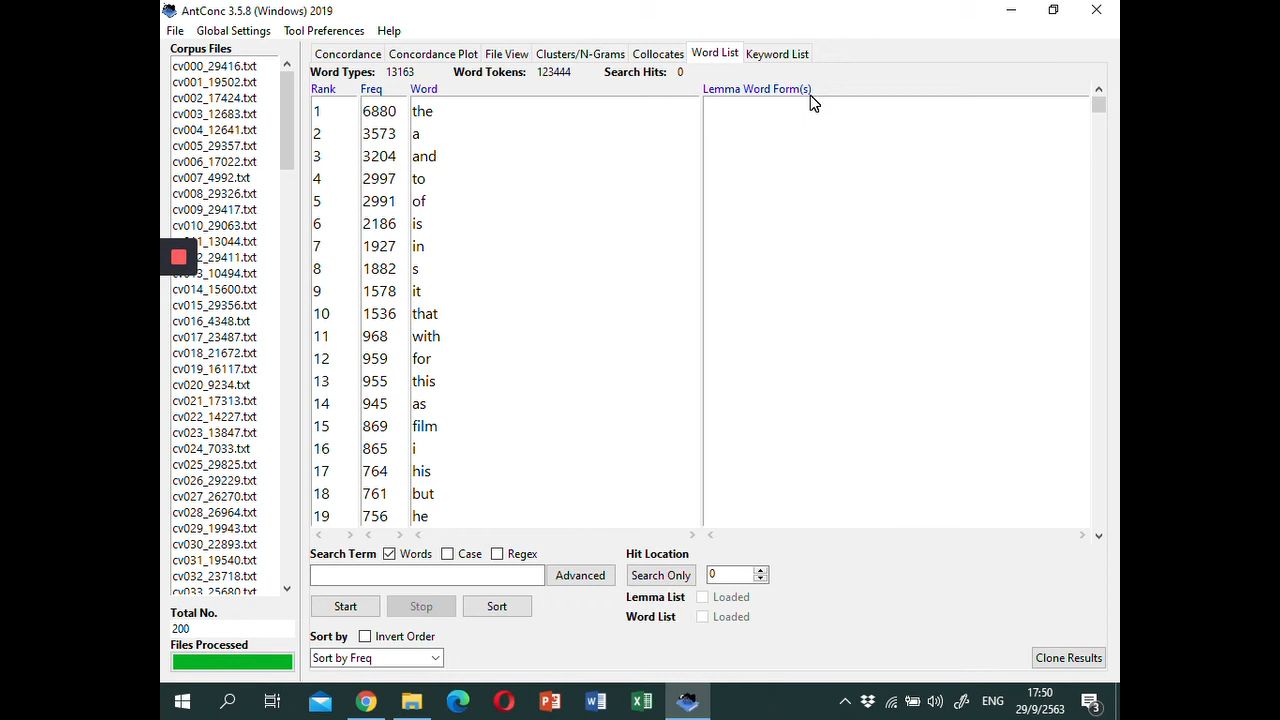 AntConc 3.5.8 (Windows) 2019
File Global Settings Tool Preferences Help
Corpus Files
cv000_29416.txt
cv001_19502.txt
cv002_17424.txt
cv003_12683.txt
cv004_12641.txt
cv005_29357.txt
cv006_17022.txt
cv007_4992.txt
cv008_29326.txt
cv009_29417.txt
cv010_29063.txt
11_13044.txt
2_29411.txt
cv013_10494.txt
cv014_15600.txt
cv015_29356.txt
cv016_4348.txt
cv017_23487.txt
cv018_21672.txt
cv019_16117.txt
cv020_9234.txt
cv021_17313.txt
cv022_14227.txt
cv023_13847.txt
cv024_7033.txt
cv025_29825.txt
cv026_29229.txt
cv027_26270.txt
cv028_26964.txt
cv029_19943.txt
cv030_22893.txt
cv031_19540.txt
cv032_23718.txt
cv033_25680.txt
Total No.
200
Files Processed
Concordance Concordance Plot File View Clusters/N-Grams Collocates Word List Keyword List
Word Types: 13163 Word Tokens: 123444 Search Hits: 0
Rank Freq Word Lemma Word Form(s)
1 6880 the
2 3573 a
3 3204 and
4 2997 to
5 2991 of
6 2186 is
7 1927 in
8 1882 s
9 1578 it
10 1536 that
11 968 with
12 959 for
13 955 this
14 945 as
15 869 film
16 865 i
17 764 his
18 761 but
19 756 he
Search Term Words Case Regex Hit Location
Advanced Search Only 0
Start Stop Sort Lemma List Loaded
Word List Loaded
Sort by Invert Order
Sort by Freq Clone Results
ENG 17:50
29/9/2563 3